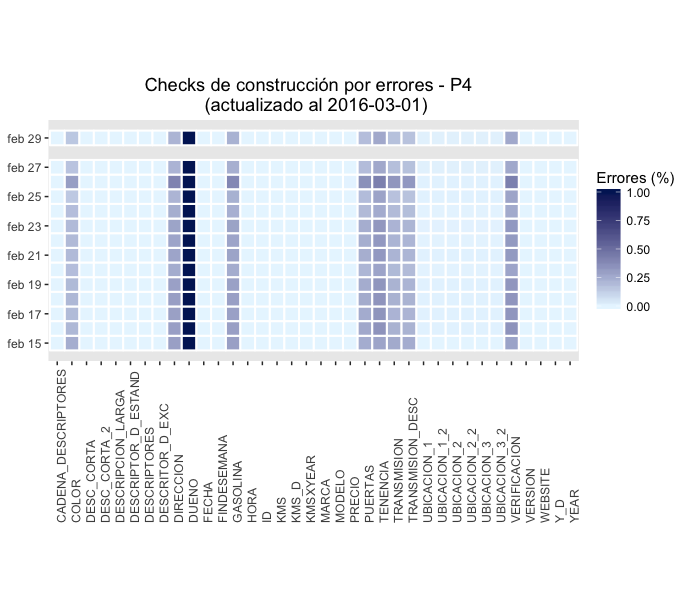 Checks de construcción por errores - P4
(actualizado al 2016-03-01)
feb 29
feb 27
feb 25
feb 23
feb 21
feb 19
feb 17
feb 15
Errores (%)
1.00
0.75
0.50
0.25
0.00
CADENA_DESCRIPTORES
COLOR
DESC_CORTA
DESC_CORTA_2
DESCRIPCION_LARGA
DESCRIPTOR_D_ESTAND
DESCRIPTORES
DESCRITOR_D_EXC
DIRECCION
DUENO
FECHA
FINDESEMANA
GASOLINA
HORA
ID
KMS
KMS_D
KMSXYEAR
MARCA
MODELO
PRECIO
PUERTAS
TENENCIA
TRANSMISION
TRANSMISION_DESC
UBICACION_1
UBICACION_1_2
UBICACION_2
UBICACION_2_2
UBICACION_3
UBICACION_3_2
VERIFICACION
VERSION
WEBSITE
Y_D
YEAR